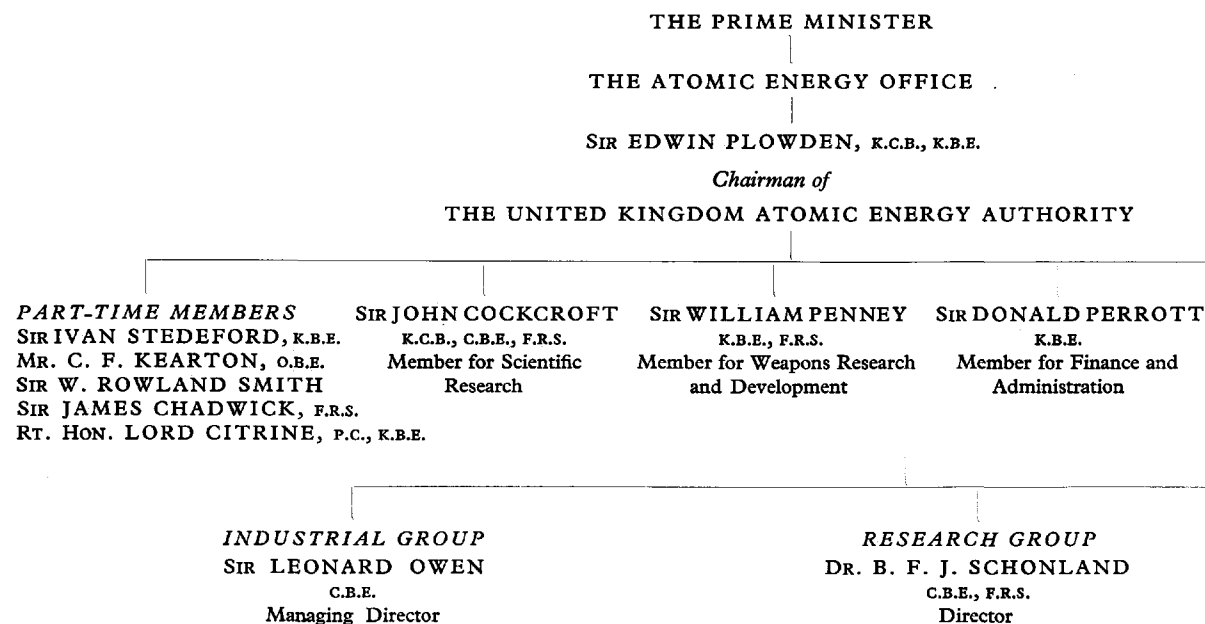 THE PRIME MINISTER
THE ATOMIC ENERGY OFFICE
SIR EDWIN PLOWDEN, K.C.B., K.B.E.
Chairman of
THE UNITED KINGDOM ATOMIC ENERGY AUTHORITY
PART-TIME MEMBERS
SIR IVAN STEDEFORD, K.B.E.
MR. C. F. KEARTON, O.B.E.
SIR W. ROWLAND SMITH
SIR JAMES CHADWICK, F.R.S.
RT. HON. LORD CITRINE, P.C., K.B.E.
SIR JOHN COCKCROFT
K.C.B., C.B.E., F.R.S.
Member for Scientific
Research
SIR WILLIAM PENNEY
K.B.E., F.R.S.
Member for Weapons Research
and Development
SIR DONALD PERROTT
K.B.E.
Member for Finance and
Administration
INDUSTRIAL GROUP
SIR LEONARD OWEN
C.B.E.
Managing Director
RESEARCH GROUP
DR. B. F. J. SCHONLAND
C.B.E., F.R.S.
Director